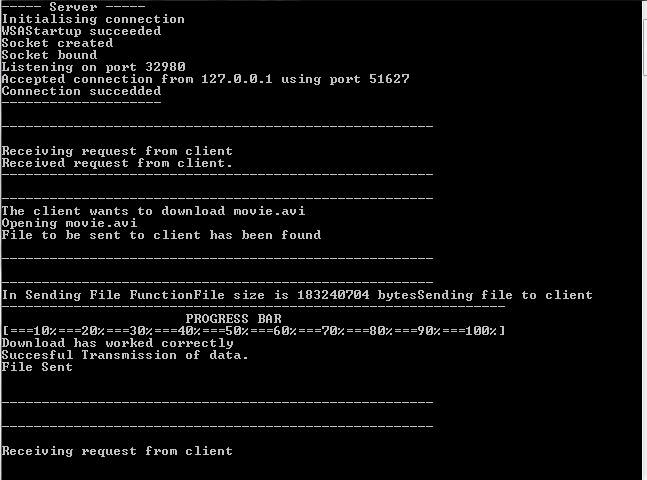 ----- Server -----
Initialising connection
WSAStartup succeeded
Socket created
Socket bound
Listening on port 32980
Accepted connection from 127.0.0.1 using port 51627
Connection succedded
--------------------
------------------------------------------------------
Receiving request from client
Received request from client.
------------------------------------------------------
------------------------------------------------------
The client wants to download movie.avi
Opening movie.avi
File to be sent to client has been found
------------------------------------------------------
------------------------------------------------------
In Sending File FunctionFile size is 183240704 bytesSending file to client
---------------------------------------------------------------
PROGRESS BAR
[===10%===20%===30%===40%===50%===60%===70%===80%===90%===100%]
Download has worked correctly
Succesful Transmission of data.
File Sent
------------------------------------------------------
------------------------------------------------------
Receiving request from client